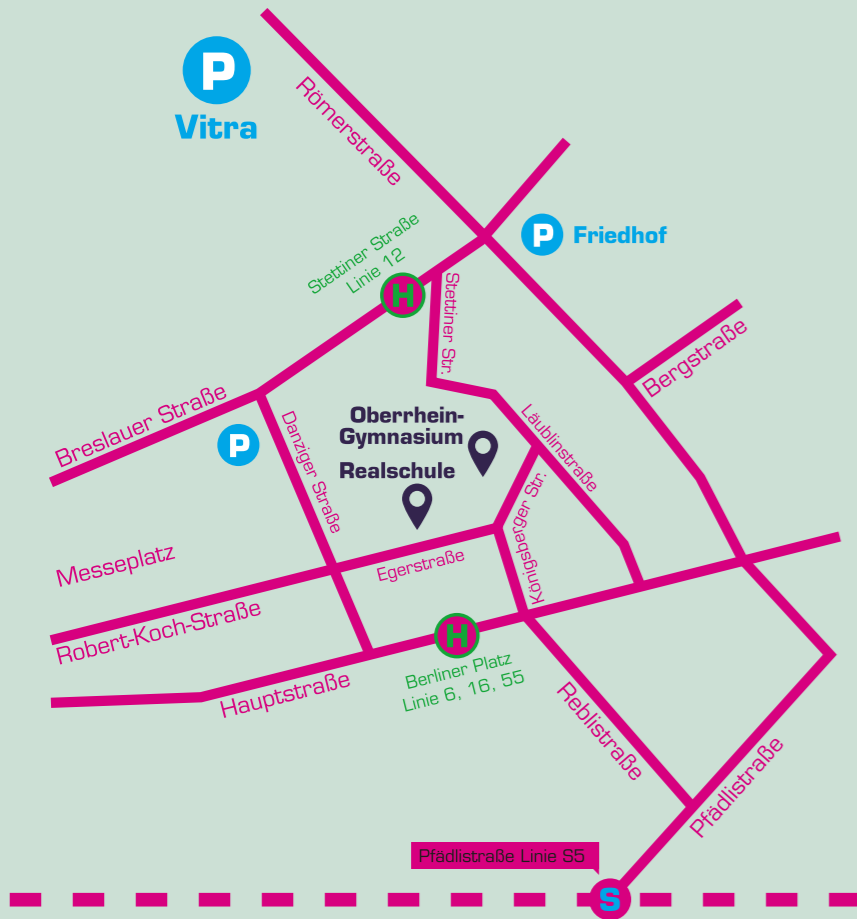 P
Vitra
Römerstraße
P Friedhof
Stettiner Straße
Linie 12
H
Stettiner Str.
Bergstraße
Breslauer Straße
P
Danziger Straße
Oberrhein-
Gymnasium
Realschule
Läublinstraße
Königsberger Str.
Egerstraße
Messeplatz
Robert-Koch-Straße
H
Berliner Platz
Linie 6, 16, 55
Hauptstraße
Reblistraße
Pfädlistraße
Pfädlistraße Linie S5
S